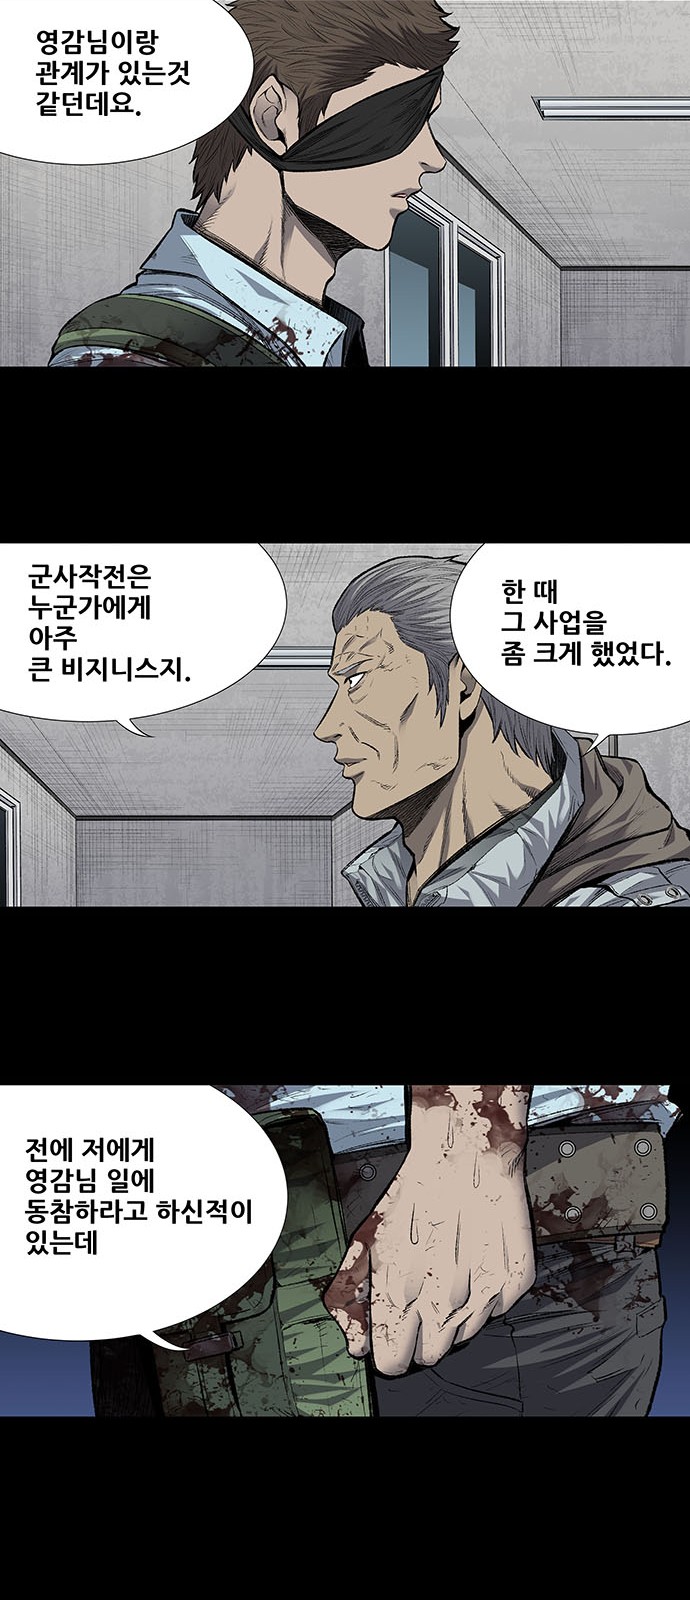 영감님이랑
관계가 있는것
같던데요.
군사작전은
누군가에게
아주
큰 비지니스지.
한 때
그 사업을
좀 크게 했었다.
전에 저에게
영감님 일에
동참하라고 하신적이
있는데